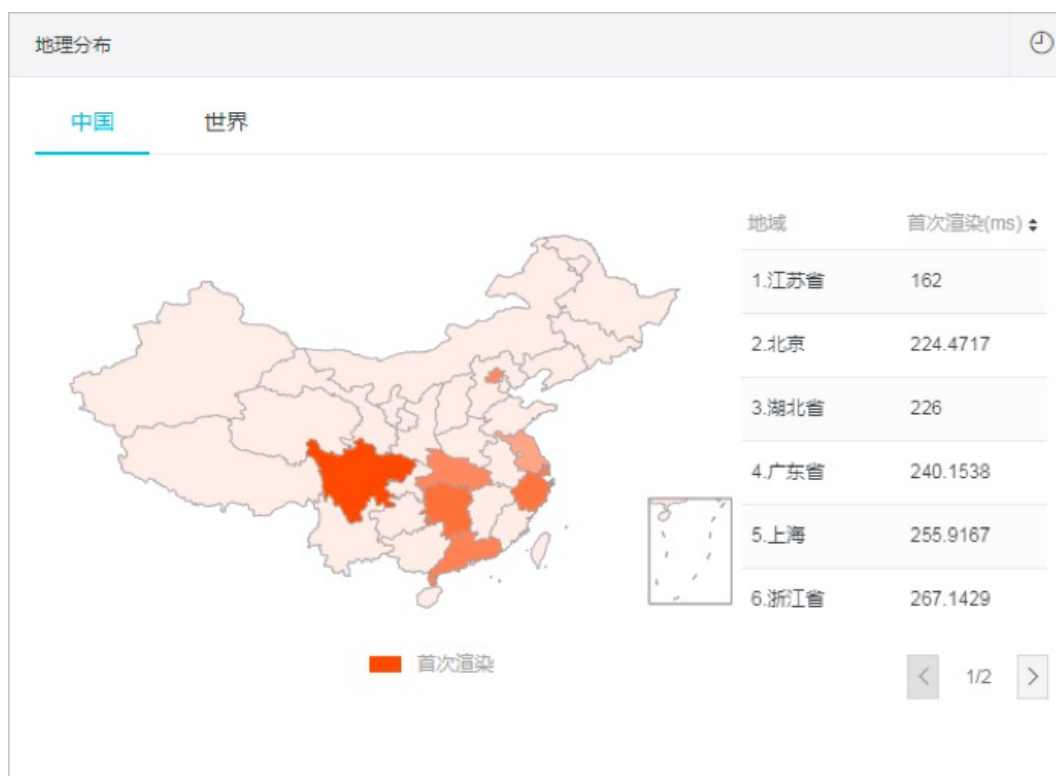 地理分布
中国 世界
地域 首次渲染(ms)
1.江苏省 162
2.北京 224.4717
3.湖北省 226
4.广东省 240.1538
5.上海 255.9167
6.浙江省 267.1429
首次渲染
1/2